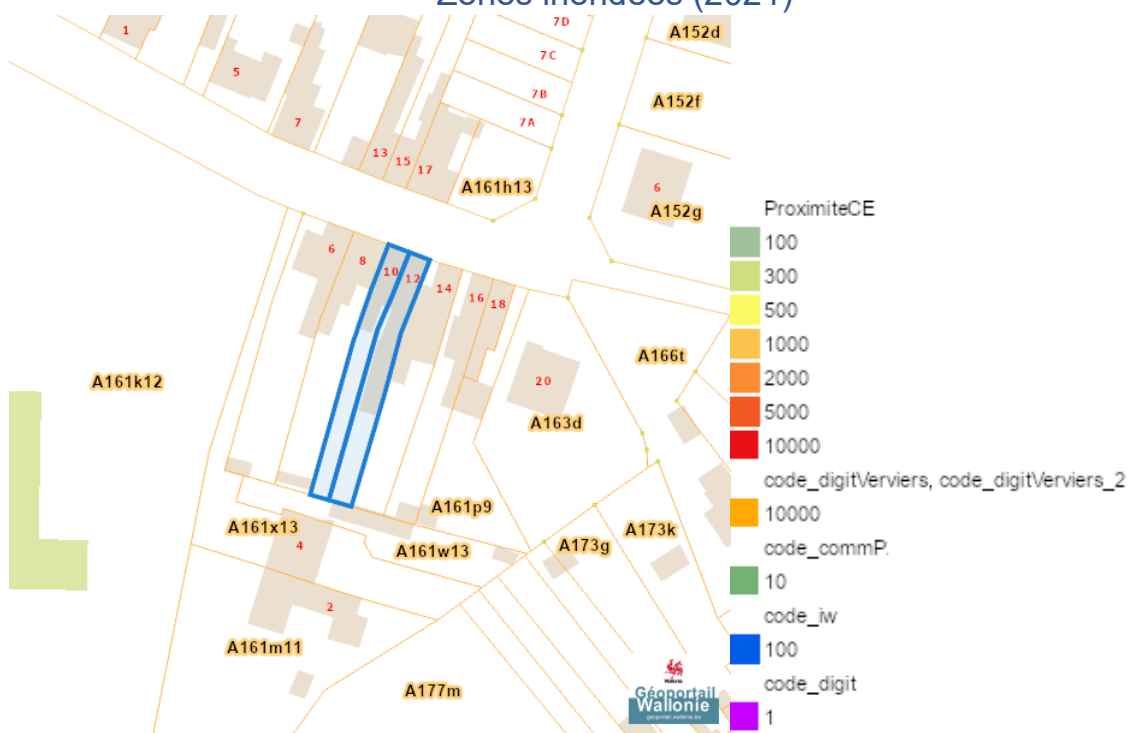 Zones inondées (2021)
1
5
7
13
15
17
7D
7C
7B
7A
A161h13
A152d
A152f
6
A152g
6
8
10
12
14
16
18
20
A163d
A166t
A161k12
A161p9
A161x13
4
A161w13
A173g
A173k
2
A161m11
A177m
Wallonie
Géoportail
Wallonie
geoportail.wallonie.be
ProximiteCE
100
300
500
1000
2000
5000
10000
code_digitVerviers, code_digitVerviers_2
10000
code_commP.
10
code_iw
100
code_digit
1